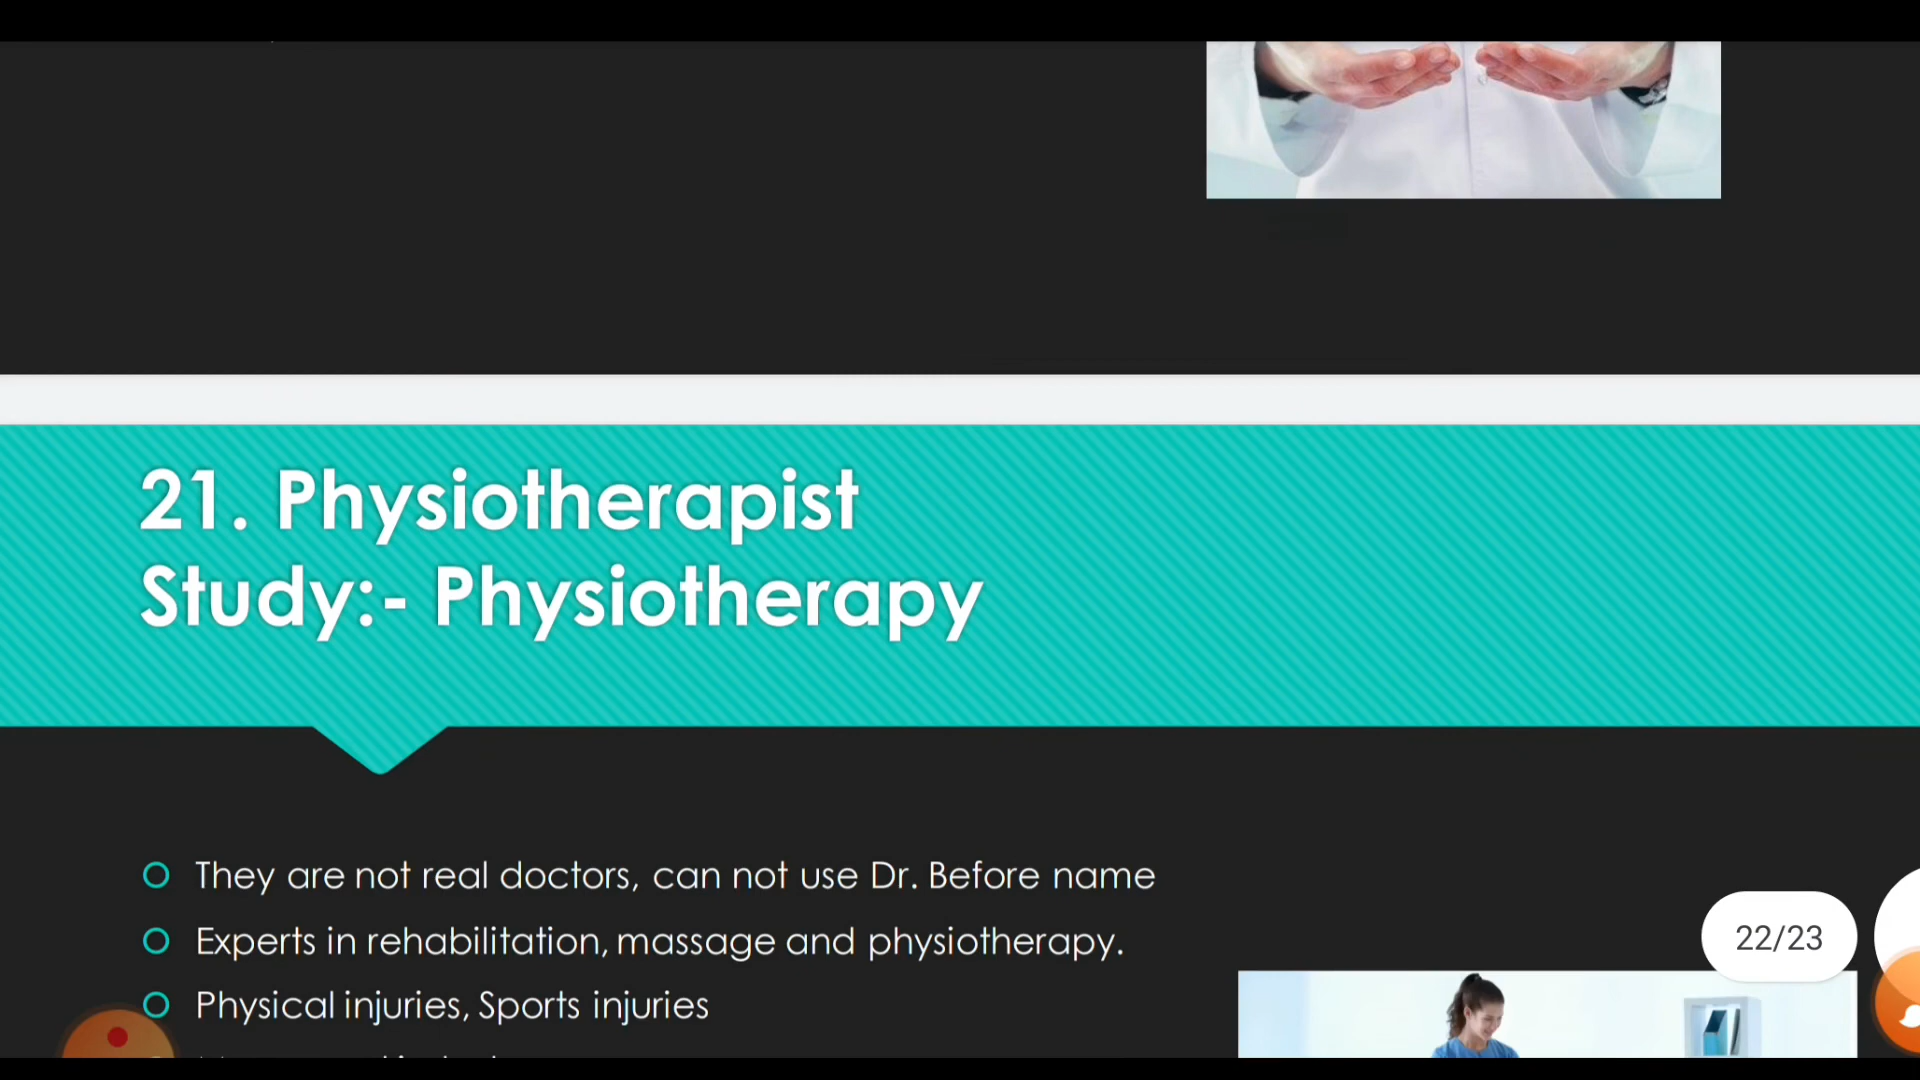 21. Physiotherapist
Study:- Physiotherapy
They are not real doctors, can not use Dr. Before name
Experts in rehabilitation, massage and physiotherapy.
22/23
Physical injuries, Sports injuries